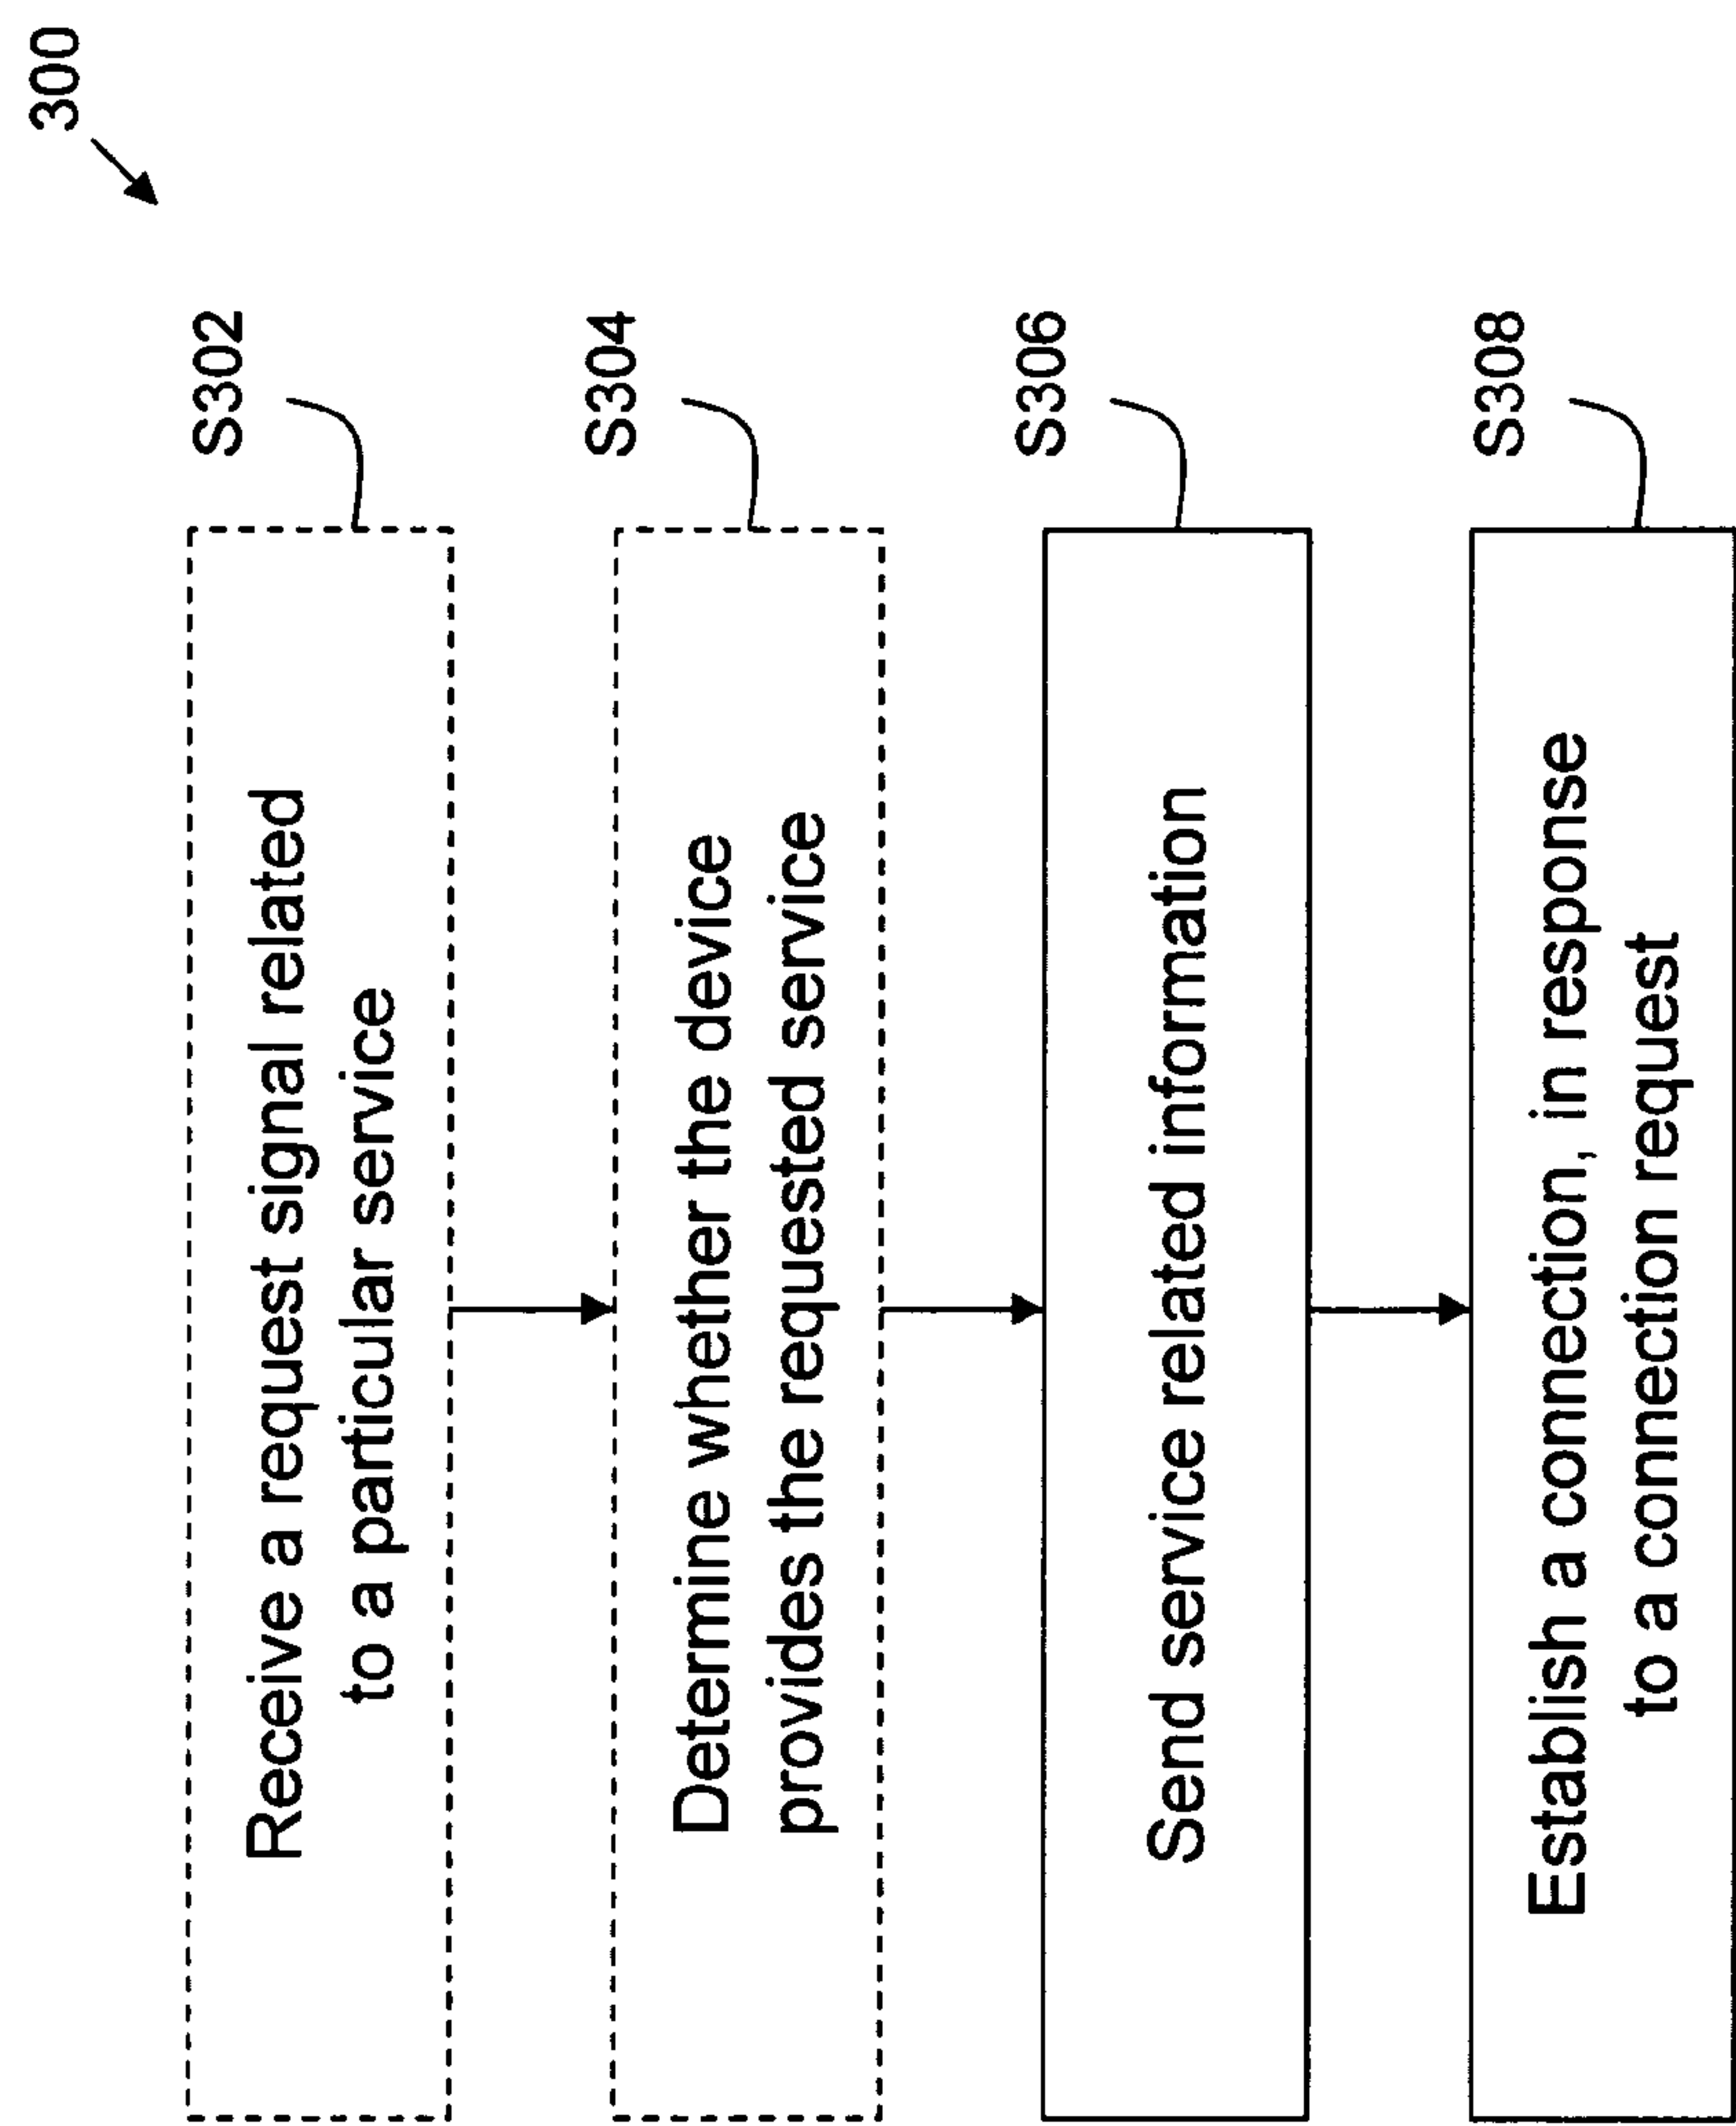 300
S302
Receive a request signal related
to a particular service
S304
Determine whether the device
provides the requested service
S306
Send service related information
S308
Establish a connection, in response
to a connection request